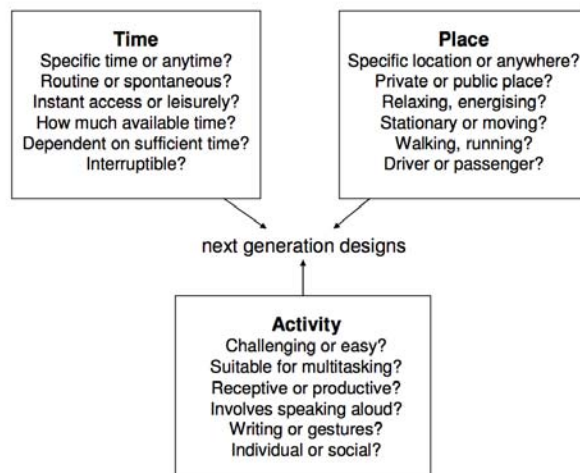 Time
Specific time or anytime?
Routine or spontaneous?
Instant access or leisurely?
How much available time?
Dependent on sufficient time?
Interruptible?
Place
Specific location or anywhere?
Private or public place?
Relaxing, energising?
Stationary or moving?
Walking, running?
Driver or passenger?
next generation designs
Activity
Challenging or easy?
Suitable for multitasking?
Receptive or productive?
Involves speaking aloud?
Writing or gestures?
Individual or social?